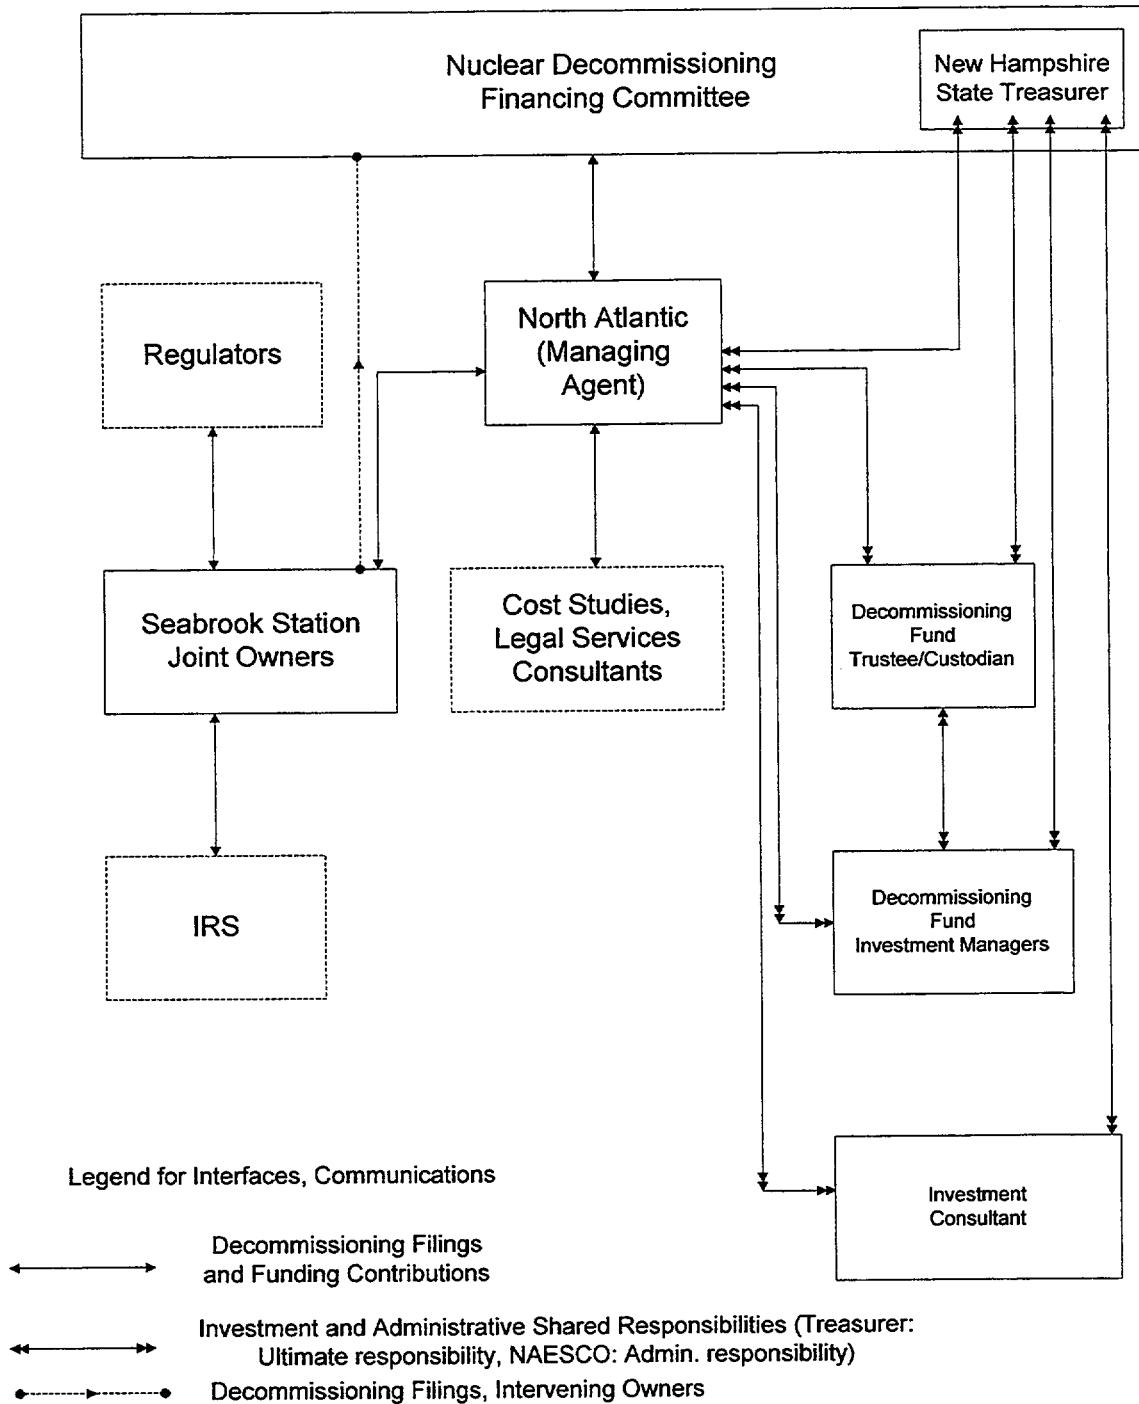 Nuclear Decommissioning
Financing Committee
New Hampshire
State Treasurer
North Atlantic
(Managing
Agent)
Regulators
Seabrook Station
Joint Owners
Cost Studies,
Legal Services
Consultants
Decommissioning
Fund
Trustee/Custodian
IRS
Decommissioning
Fund
Investment Managers
Investment
Consultant
Legend for Interfaces, Communications
Decommissioning Filings
and Funding Contributions
Investment and Administrative Shared Responsibilities (Treasurer:
Ultimate responsibility, NAESCO: Admin. responsibility)
Decommissioning Filings, Intervening Owners